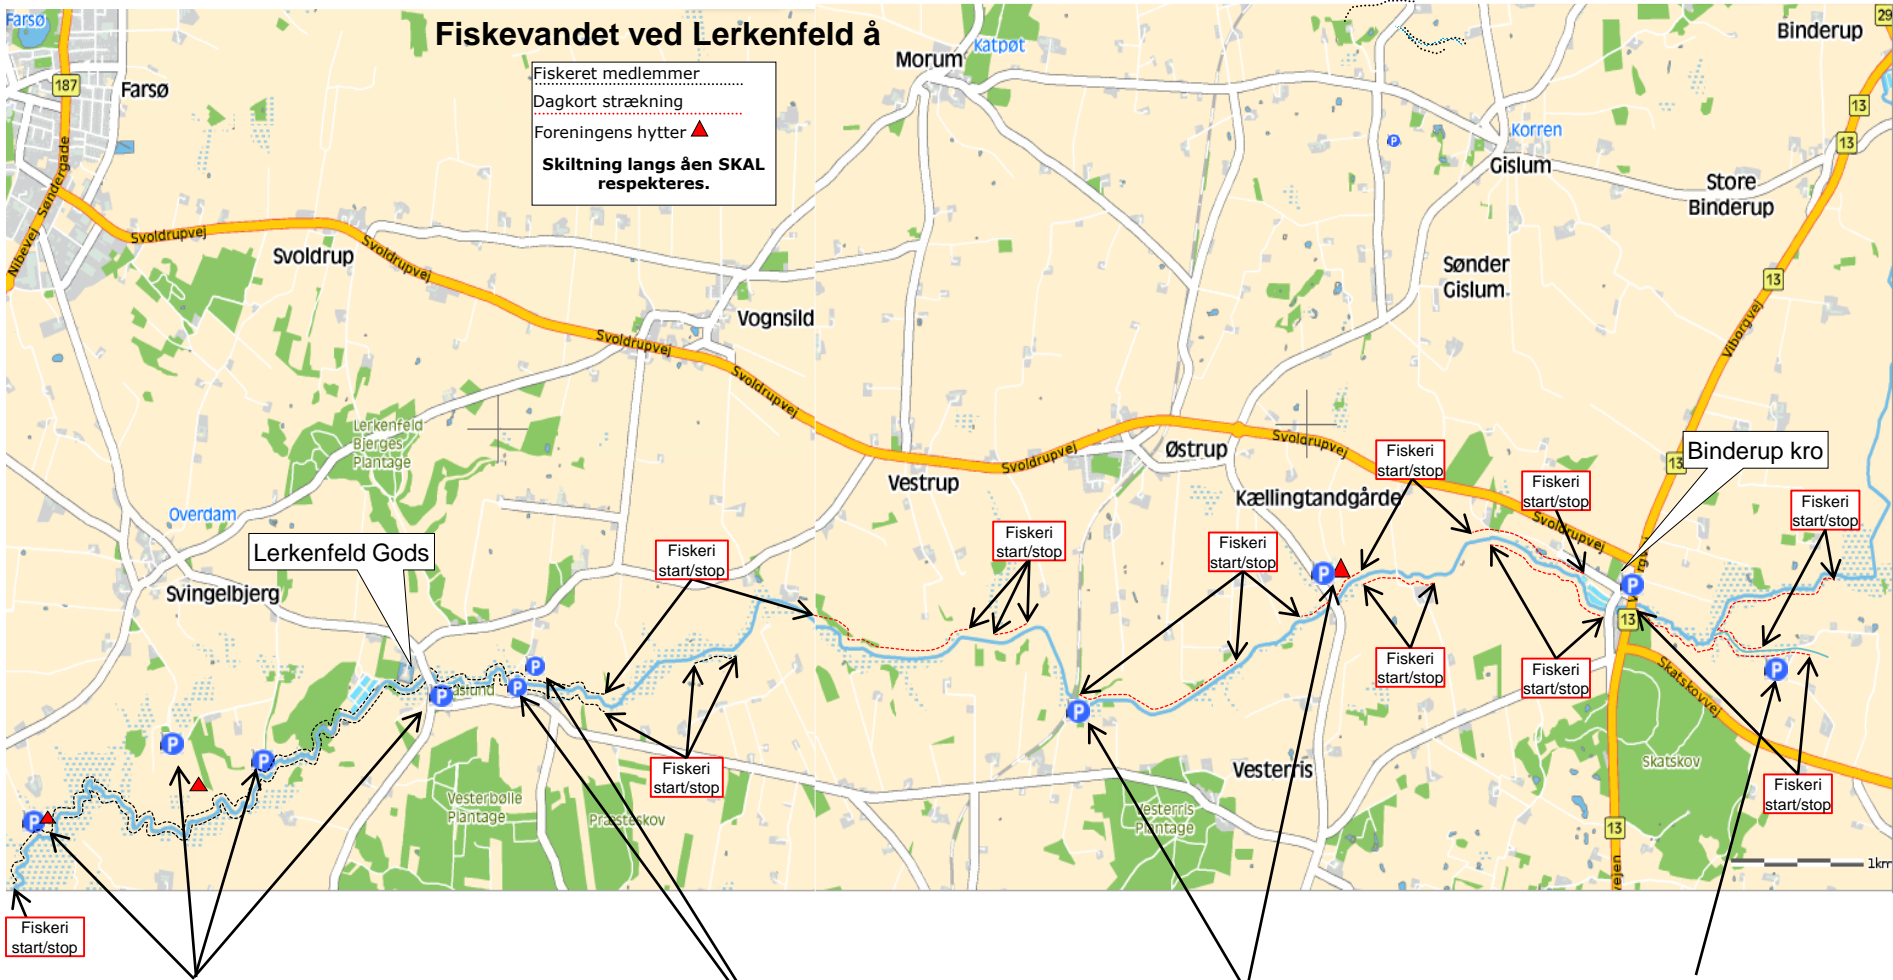 Fiskevandet ved Lerkenfeld å
Fiskeret medlemmer
Dagkort strækning
Foreningens hytter
Skiltning langs åen SKAL
respekteres.
Farsø
187
Farsø
Søndergade
Nibevej
Svoldrupvej
Svoldrup
Svoldrupvej
Vognsild
Svoldrupvej
Svoldrupvej
Morum
Katpøt
Binderup
29
13
13
Korren
Gislum
P
Store
Binderup
Sønder
Gislum
13
Viborgvej
Lerkenfeld
Bjerges
Plantage
Overdam
Svingelbjerg
Lerkenfeld Gods
Vestrup
Svoldrupvej
Østrup
Svoldrupvej
Kællingtandgårde
Fiskeri
start/stop
Fiskeri
start/stop
Svoldrupvej
13
Binderup kro
Fiskeri
start/stop
Fiskeri
start/stop
Fiskeri
start/stop
Fiskeri
start/stop
P
P
13
P
P
P
P
P
P
P
P
P
Fiskeri
start/stop
Fiskeri
start/stop
Fiskeri
start/stop
Skatskovvej
Fiskeri
start/stop
Skatskov
Vesterris
Vesterris
Plantage
Vesterbølle
Plantage
Præsteskov
13
1km
Fiskeri
start/stop